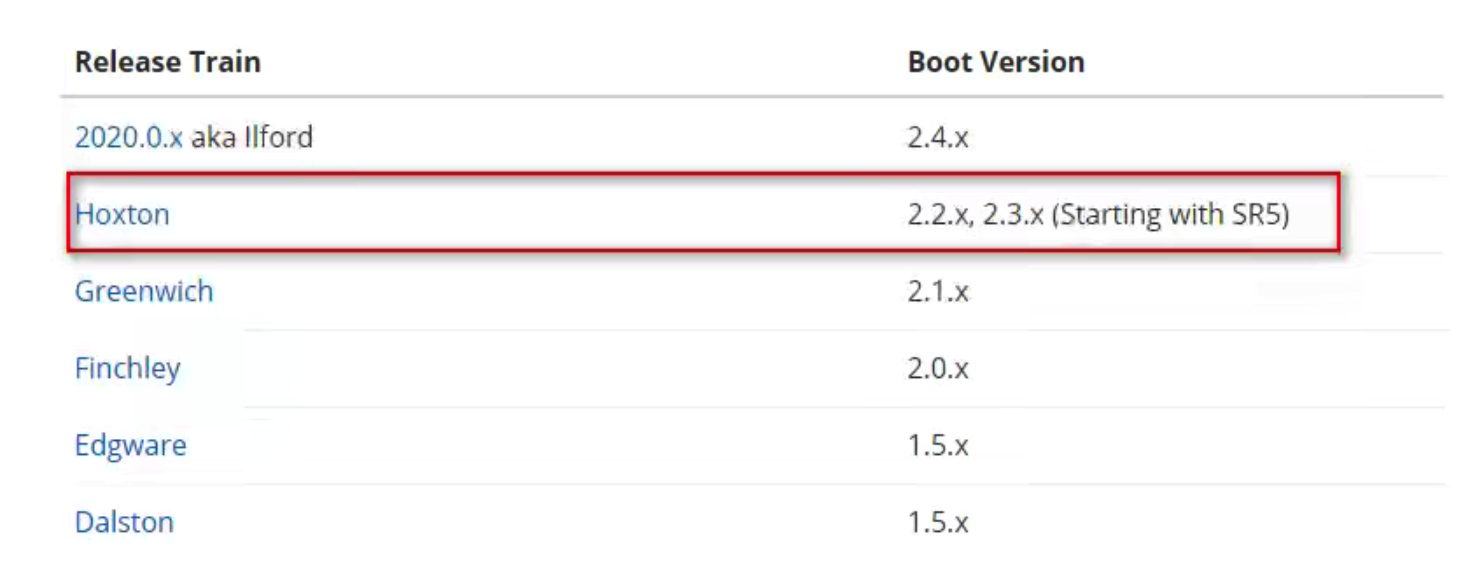 Release Train Boot Version
2020.0.x aka Ilford 2.4.x
Hoxton 2.2.x, 2.3.x (Starting with SR5)
Greenwich 2.1.x
Finchley 2.0.x
Edgware 1.5.x
Dalston 1.5.x